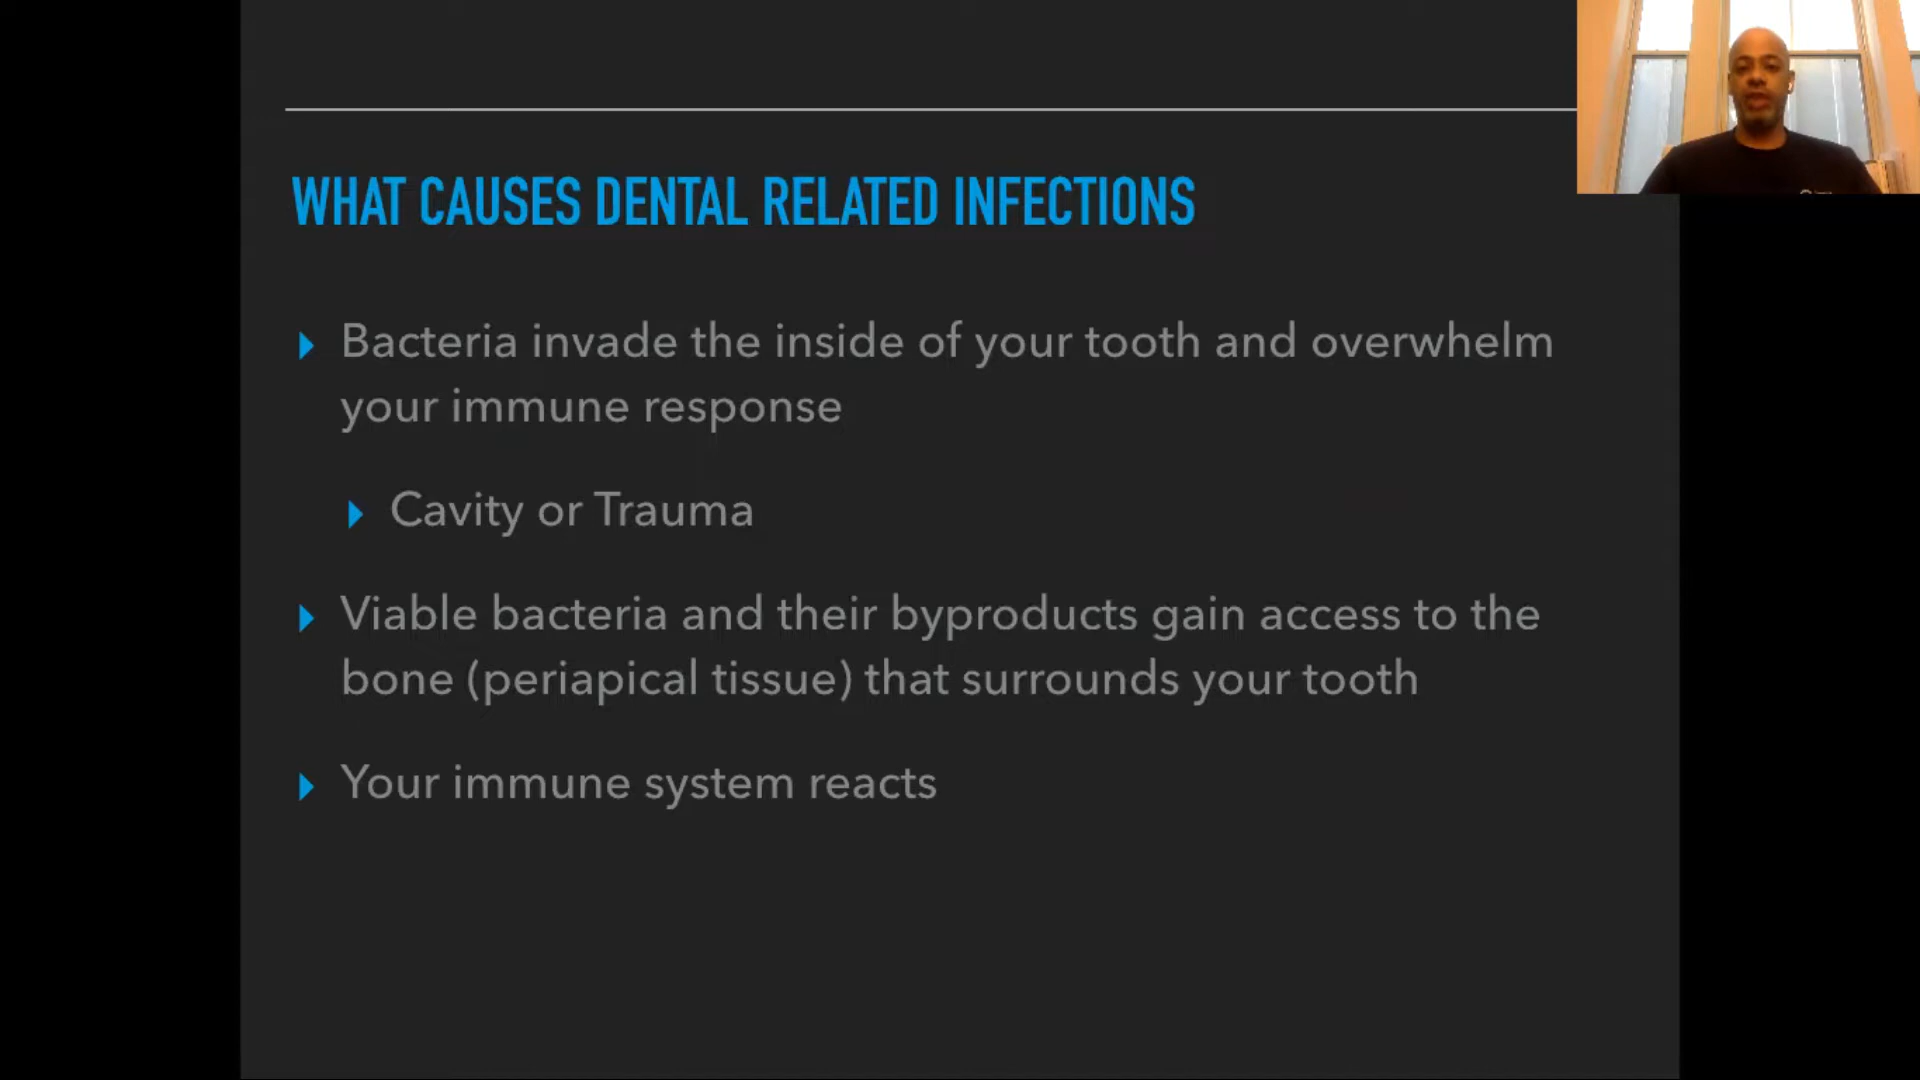 WHAT CAUSES DENTAL RELATED INFECTIONS
Bacteria invade the inside of your tooth and overwhelm
your immune response
Cavity or Trauma
Viable bacteria and their byproducts gain access to the
bone (periapical tissue) that surrounds your tooth
Your immune system reacts